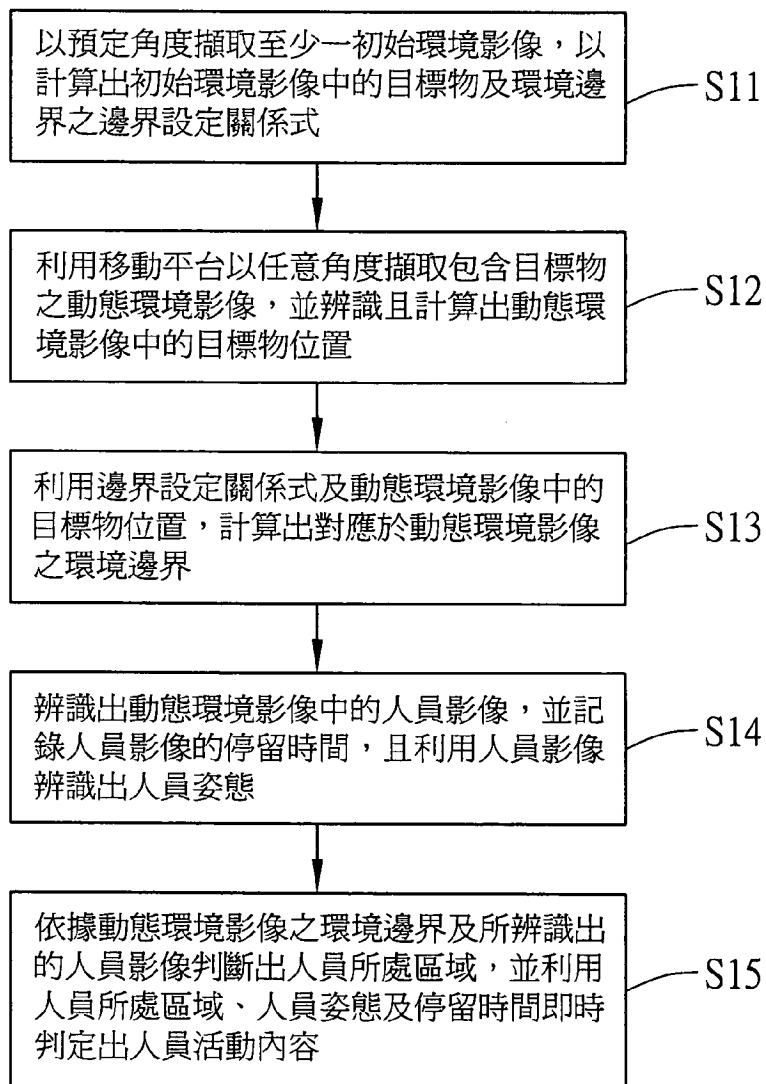 以預定角度擷取至少一初始環境影像，以
計算出初始環境影像中的目標物及環境邊
界之邊界設定關係式
S11
利用移動平台以任意角度擷取包含目標物
之動態環境影像，並辨識且計算出動態環
境影像中的目標物位置
S12
利用邊界設定關係式及動態環境影像中的
目標物位置，計算出對應於動態環境影像
之環境邊界
S13
辨識出動態環境影像中的人員影像，並記
錄人員影像的停留時間，且利用人員影像
辨識出人員姿態
S14
依據動態環境影像之環境邊界及所辨識出
的人員影像判斷出人員所處區域，並利用
人員所處區域、人員姿態及停留時間即時
判定出人員活動內容
S15